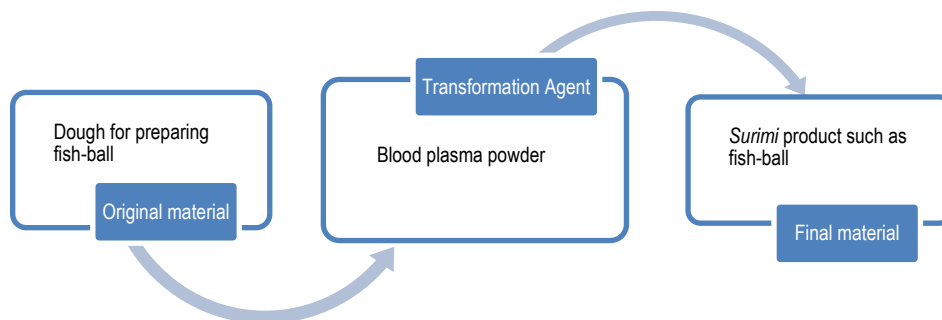 Dough for preparing
fish-ball
Original material
Transformation Agent
Blood plasma powder
Surimi product such as
fish-ball
Final material